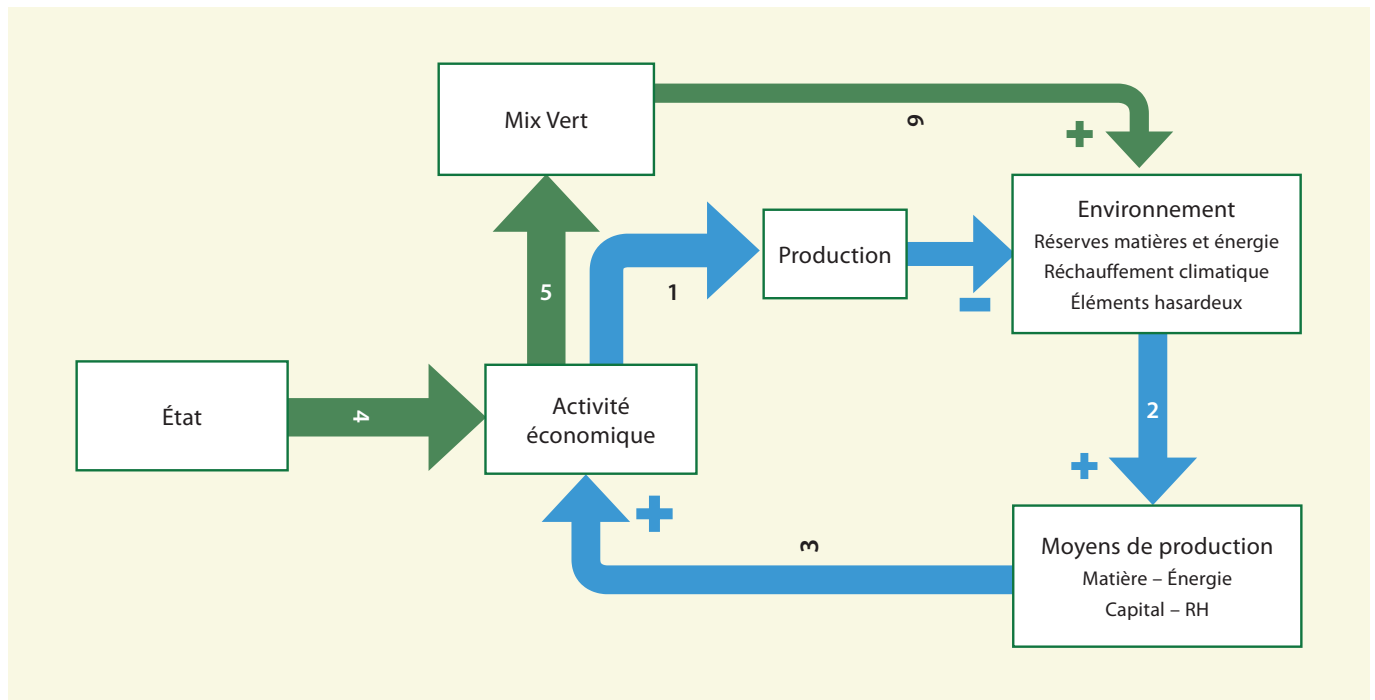 Mix Vert
6
+
Environnement
Réserves matières et énergie
Réchauffement climatique
Éléments hasardeux
Production
1
5
–
État
4
Activité
économique
2
+
+
3
Moyens de production
Matière – Énergie
Capital – RH